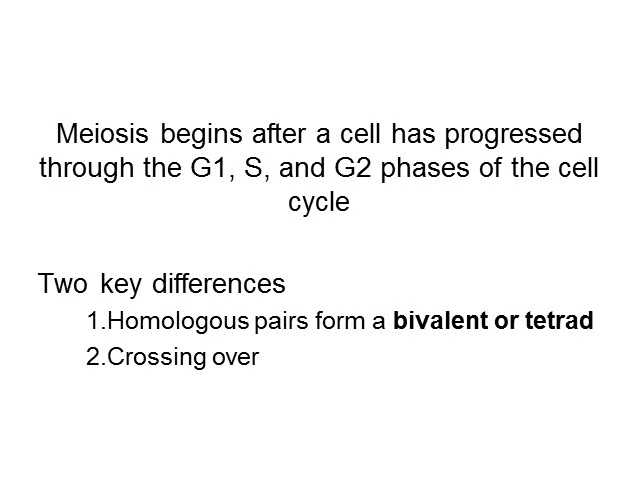 Meiosis begins after a cell has progressed
through the G1, S, and G2 phases of the cell
cycle
Two key differences
1.Homologous pairs form a bivalent or tetrad
2.Crossing over